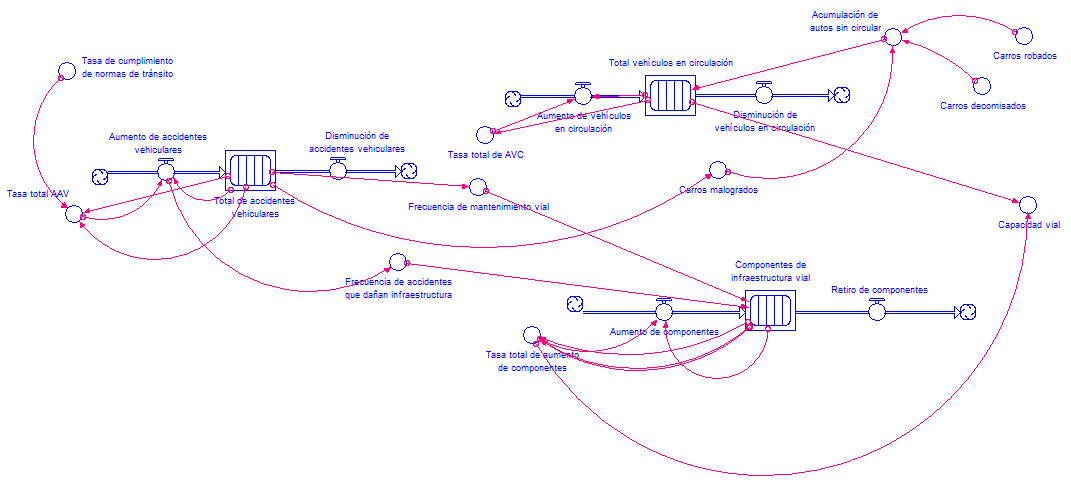 Acumulación de
autos sin circular
Carros robados
Tasa de cumplimiento
de normas de tránsito
Total vehículos en circulación
Carros decomisados
Aumento de vehículos
en circulación
Disminución de
vehículos en circulación
Tasa total de AVC
Aumento de accidentes
vehiculares
Disminución de
accidentes vehiculares
Tasa total AAV
Total de accidentes
vehiculares
Frecuencia de mantenimiento vial
Carros malogrados
Capacidad vial
Frecuencia de accidentes
que dañan infraestructura
Componentes de
infraestructura vial
Retiro de componentes
Aumento de componentes
Tasa total de aumento
de componentes